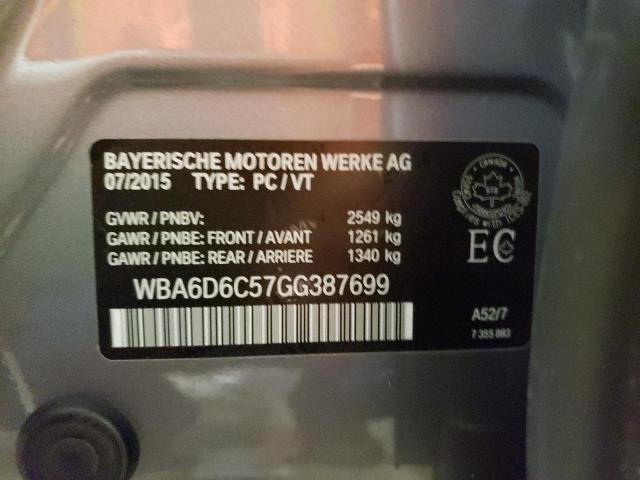 BAYERISCHE MOTOREN WERKE AG
07/2015 TYPE: PC / VT
GVWR / PNBV: 2549 kg
GAWR / PNBE: FRONT / AVANT 1261 kg
GAWR / PNBE: REAR / ARRIERE 1340 kg
WBA6D6C57GG387699
CANADA
EC
A52/7
7 355 883